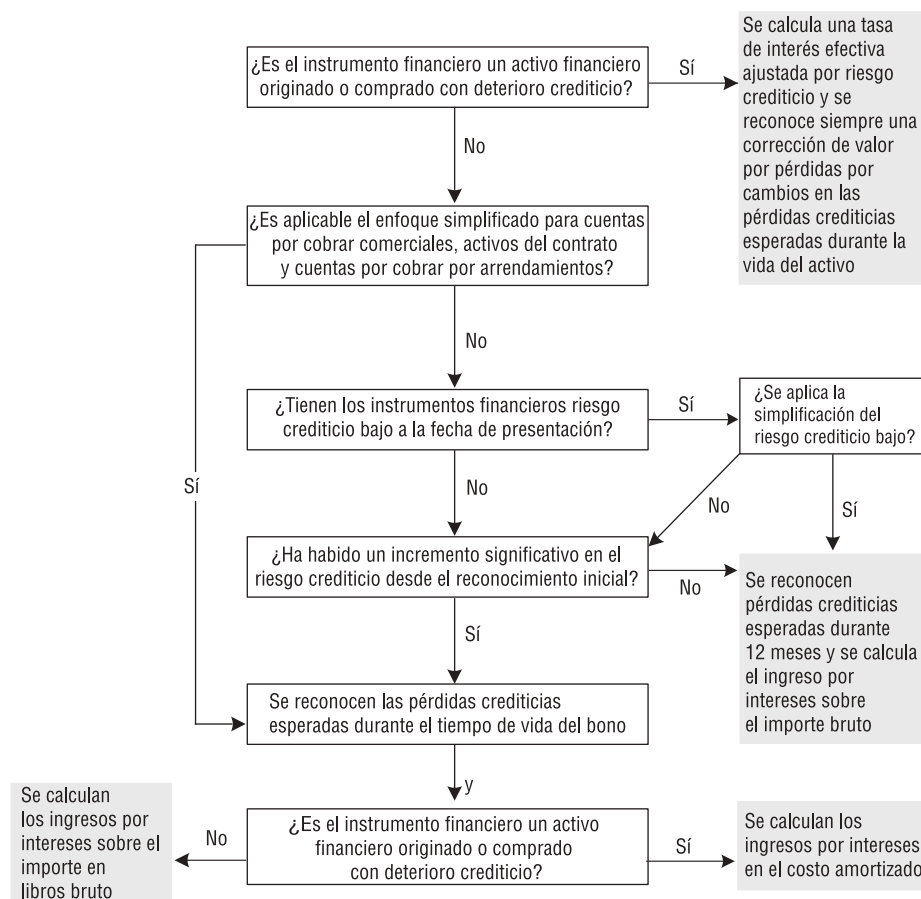 ¿Es el instrumento financiero un activo financiero
originado o comprado con deterioro crediticio?
Sí
Se calcula una tasa
de interés efectiva
ajustada por riesgo
crediticio y se
reconoce siempre una
corrección de valor
por pérdidas por
cambios en las
pérdidas crediticias
esperadas durante la
vida del activo
No
¿Es aplicable el enfoque simplificado para cuentas
por cobrar comerciales, activos del contrato
y cuentas por cobrar por arrendamientos?
No
¿Tienen los instrumentos financieros riesgo
crediticio bajo a la fecha de presentación?
Sí
¿Se aplica la
simplificación del
riesgo crediticio bajo?
Sí
No
No
Sí
¿Ha habido un incremento significativo en el
riesgo crediticio desde el reconocimiento inicial?
No
Se reconocen
pérdidas crediticias
esperadas durante
12 meses y se calcula
el ingreso por
intereses sobre
el importe bruto
Sí
Se reconocen las pérdidas crediticias
esperadas durante el tiempo de vida del bono
y
¿Es el instrumento financiero un activo
financiero originado o comprado
con deterioro crediticio?
No
Se calculan
los ingresos por
intereses sobre el
importe en
libros bruto
Sí
Se calculan los
ingresos por intereses
en el costo amortizado